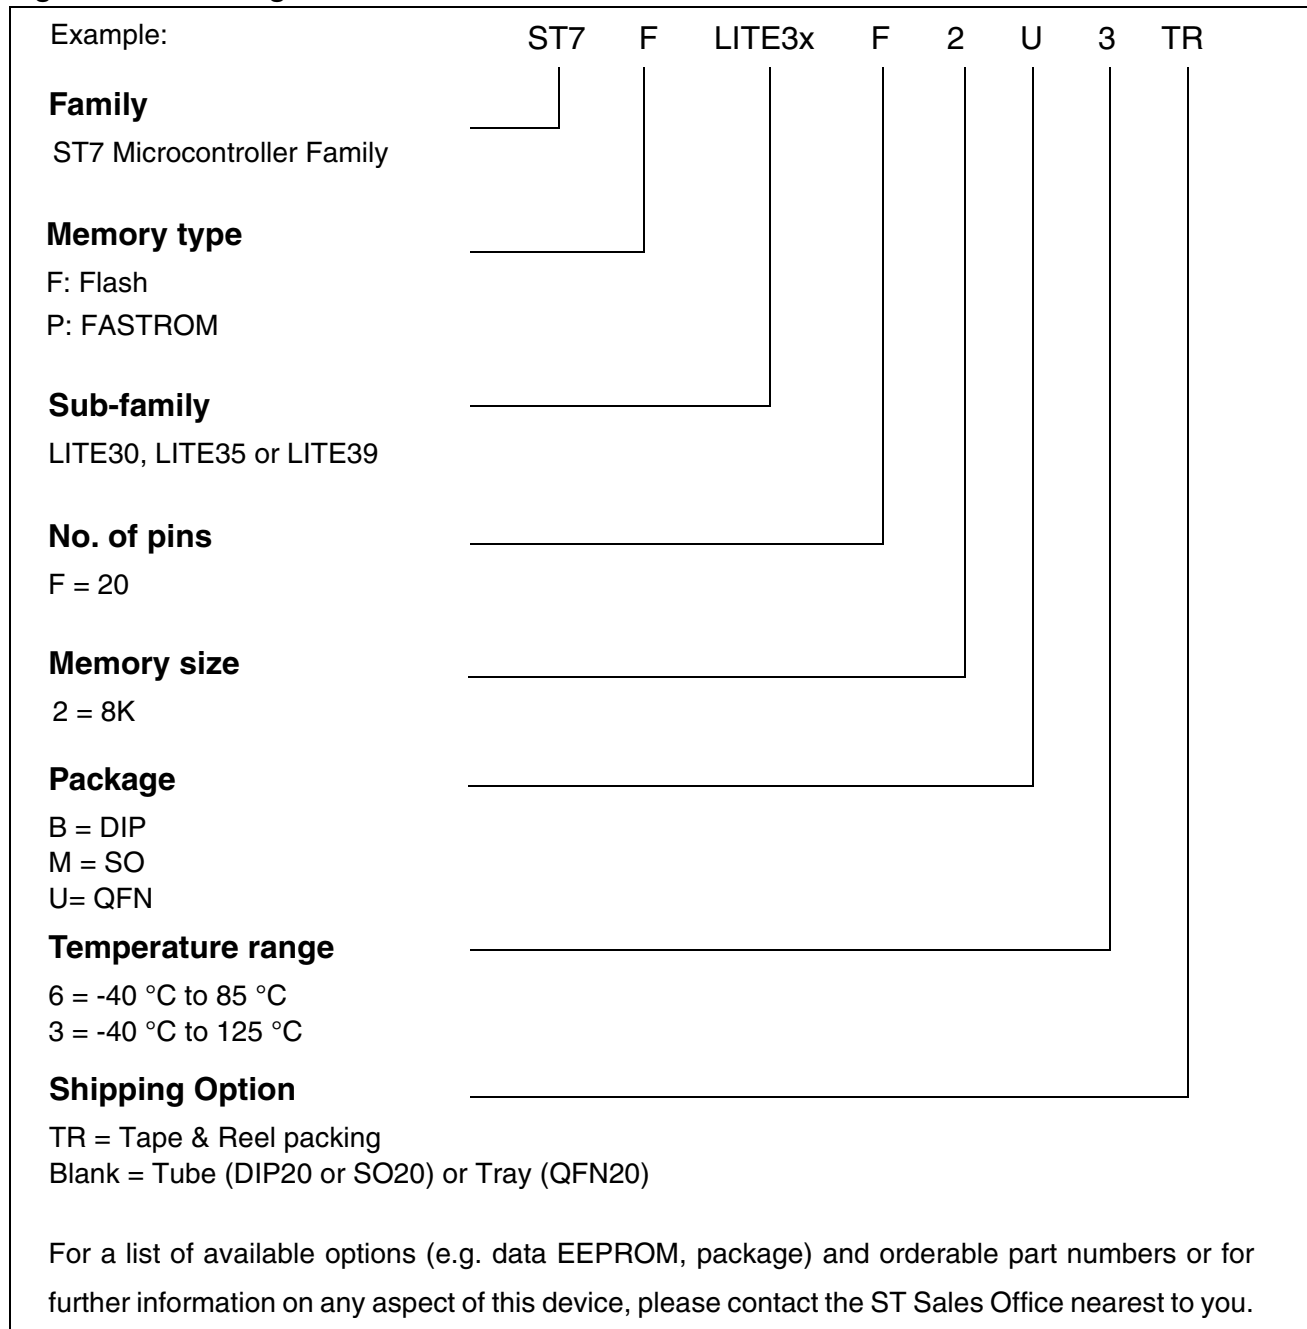 Example: ST7 F LITE3x F 2 U 3 TR
Family
ST7 Microcontroller Family
Memory type
F: Flash
P: FASTROM
Sub-family
LITE30, LITE35 or LITE39
No. of pins
F = 20
Memory size
2 = 8K
Package
B = DIP
M = SO
U= QFN
Temperature range
6 = -40 °C to 85 °C
3 = -40 °C to 125 °C
Shipping Option
TR = Tape & Reel packing
Blank = Tube (DIP20 or SO20) or Tray (QFN20)
For a list of available options (e.g. data EEPROM, package) and orderable part numbers or for
further information on any aspect of this device, please contact the ST Sales Office nearest to you.